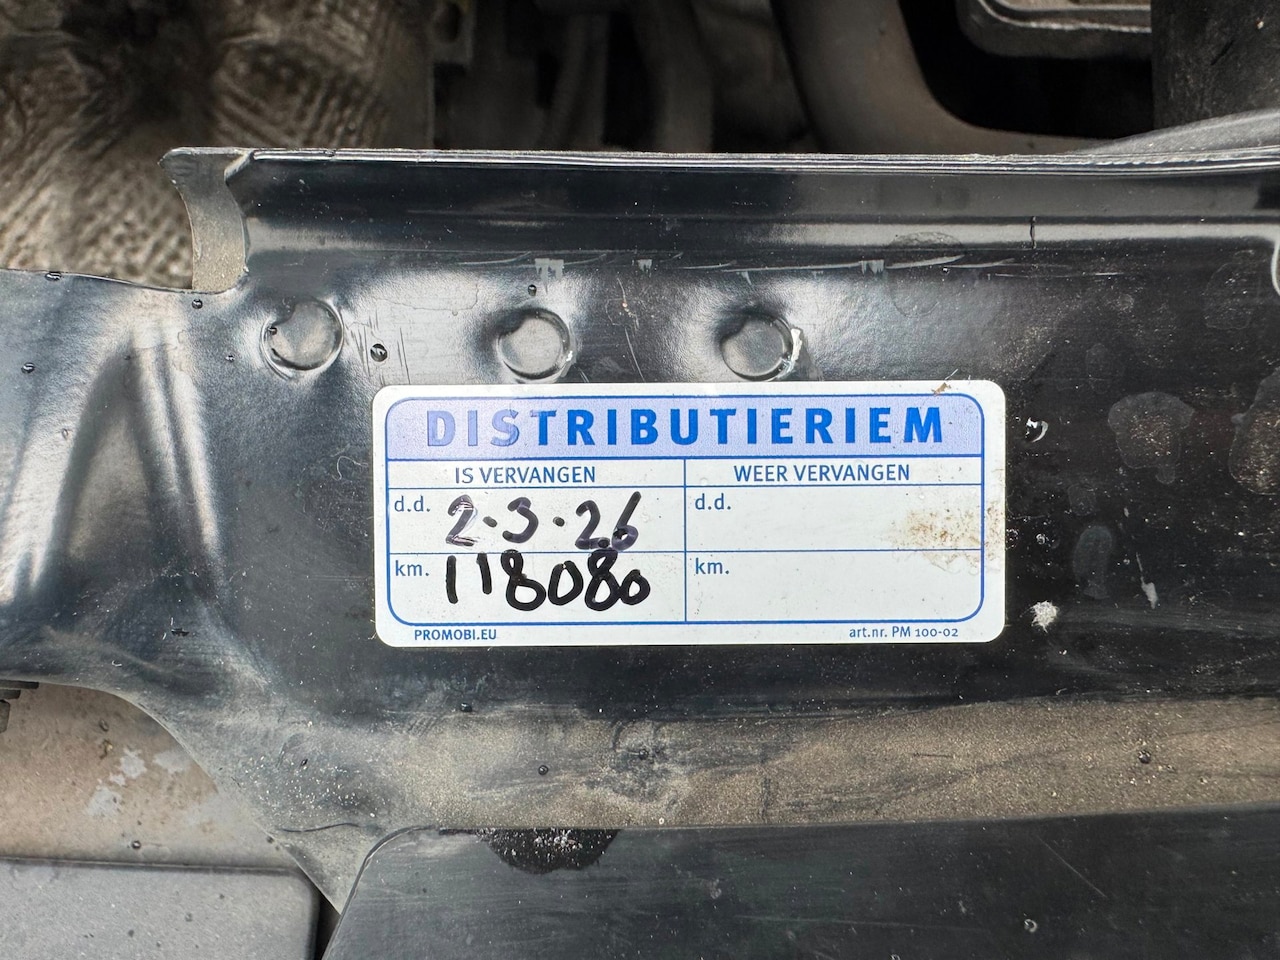 DISTRIBUTIERIEM
IS VERVANGEN WEER VERVANGEN
d.d. 2-3-26 d.d.
km. 118080 km.
PROMOBI.EU art.nr. PM 100-02